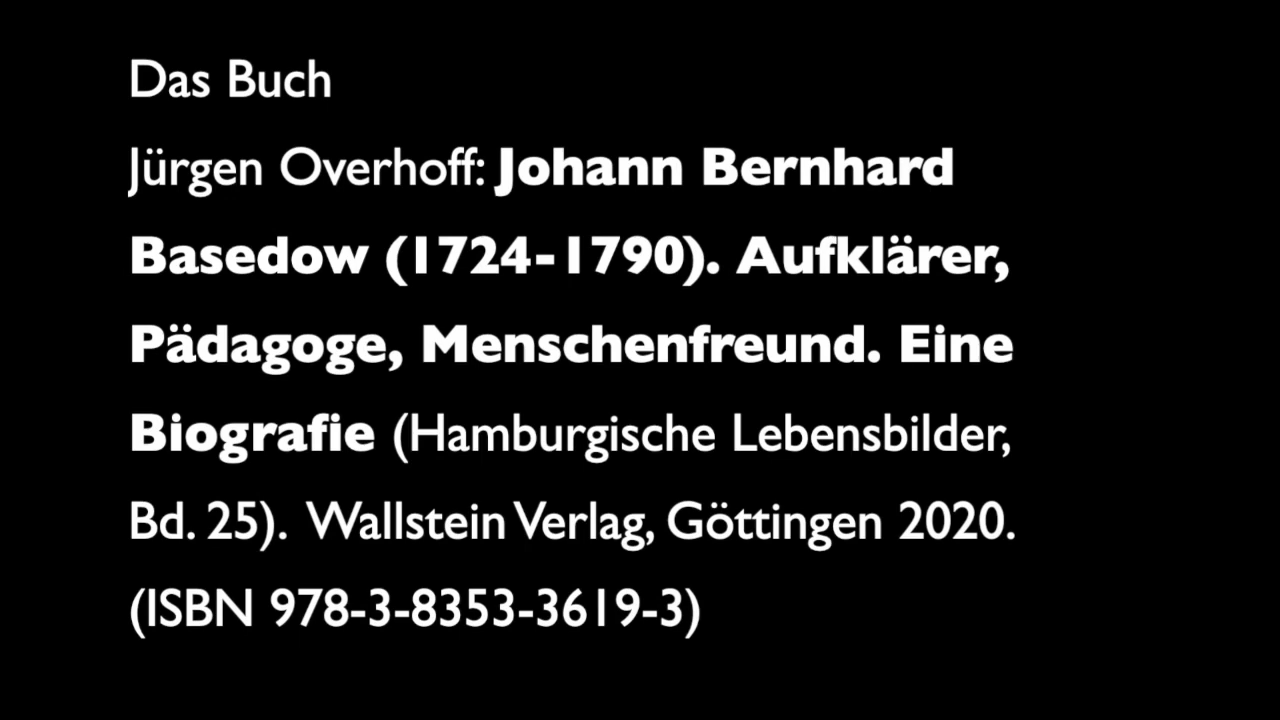 Das Buch
Jürgen Overhoff: Johann Bernhard
Basedow (1724-1790). Aufklärer,
Pädagoge, Menschenfreund. Eine
Biografie (Hamburgische Lebensbilder,
Bd. 25). Wallstein Verlag, Göttingen 2020.
(ISBN 978-3-8353-3619-3)